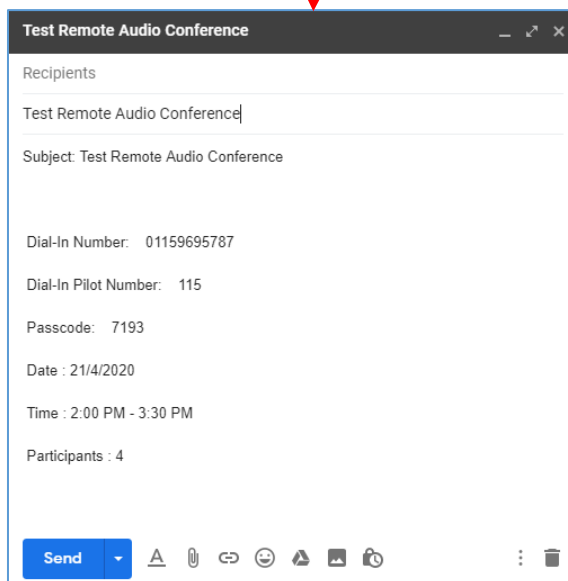 Test Remote Audio Conference
Recipients
Test Remote Audio Conference
Subject: Test Remote Audio Conference
Dial-In Number: 01159695787
Dial-In Pilot Number: 115
Passcode: 7193
Date : 21/4/2020
Time : 2:00 PM - 3:30 PM
Participants : 4
Send